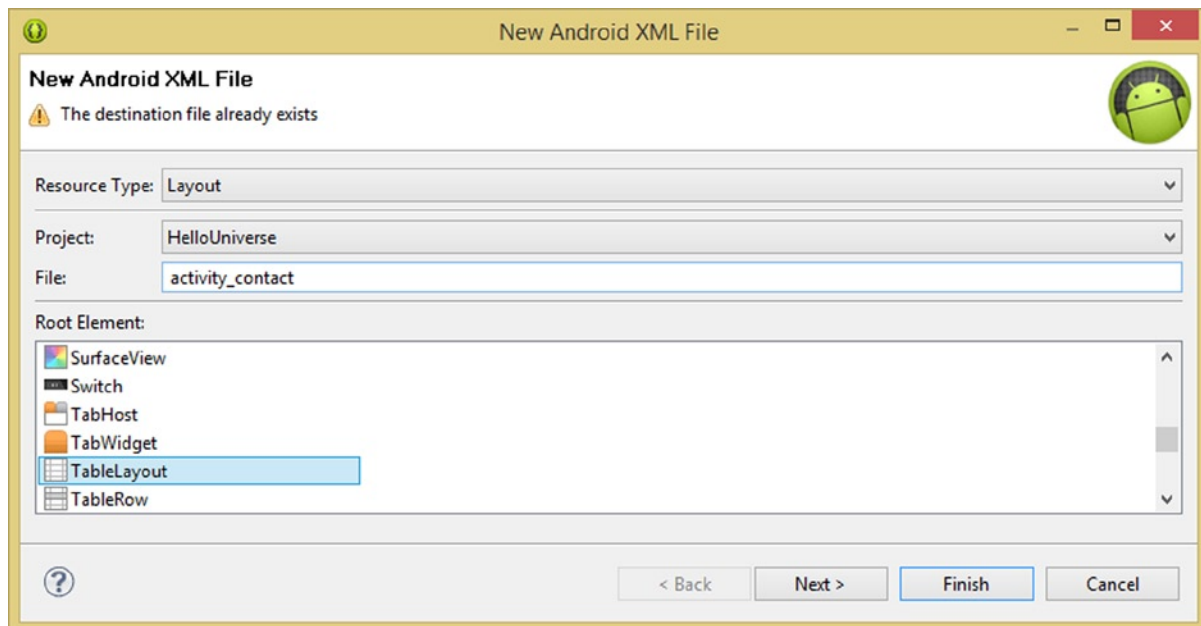 New Android XML File
New Android XML File
The destination file already exists
Resource Type: Layout
Project: HelloUniverse
File: activity_contact
Root Element:
SurfaceView
Switch
TabHost
TabWidget
TableLayout
TableRow
? < Back Next > Finish Cancel